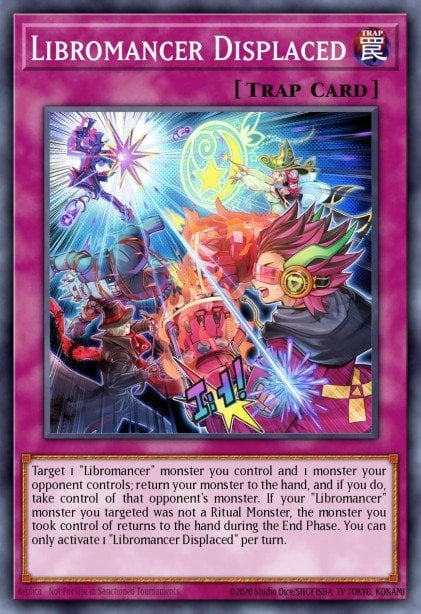 Libromancer Displaced
TRAP
罠
[Trap Card]
Target 1 "Libromancer" monster you control and 1 monster your
opponent controls; return your monster to the hand, and if you do,
take control of that opponent's monster. If your "Libromancer"
monster you targeted was not a Ritual Monster, the monster you
took control of returns to the hand during the End Phase. You can
only activate 1 "Libromancer Displaced" per turn.
Replica - Not For Use in Sanctioned Tournaments
©2020 Studio Dice/SHUEISHA, TV TOKYO, KONAMI